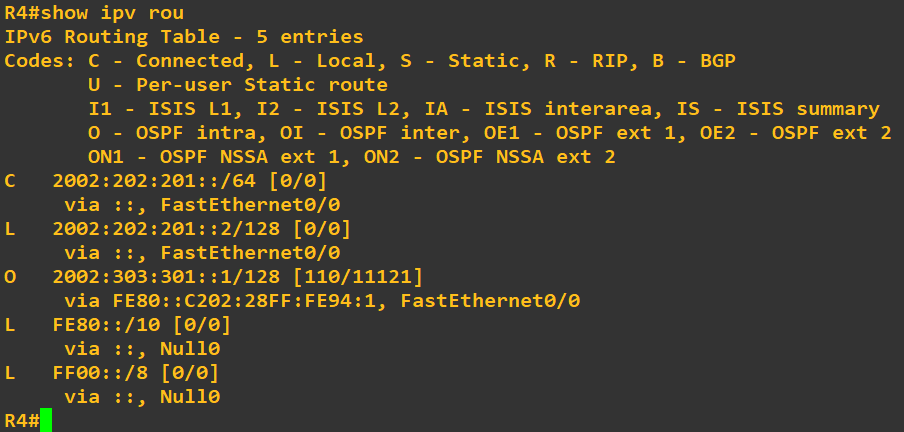 R4#show ipv rou
IPv6 Routing Table - 5 entries
Codes: C - Connected, L - Local, S - Static, R - RIP, B - BGP
       U - Per-user Static route
       I1 - ISIS L1, I2 - ISIS L2, IA - ISIS interarea, IS - ISIS summary
       O - OSPF intra, OI - OSPF inter, OE1 - OSPF ext 1, OE2 - OSPF ext 2
       ON1 - OSPF NSSA ext 1, ON2 - OSPF NSSA ext 2
C   2002:202:201::/64 [0/0]
     via ::, FastEthernet0/0
L   2002:202:201::2/128 [0/0]
     via ::, FastEthernet0/0
O   2002:303:301::1/128 [110/11121]
     via FE80::C202:28FF:FE94:1, FastEthernet0/0
L   FE80::/10 [0/0]
     via ::, Null0
L   FF00::/8 [0/0]
     via ::, Null0
R4#